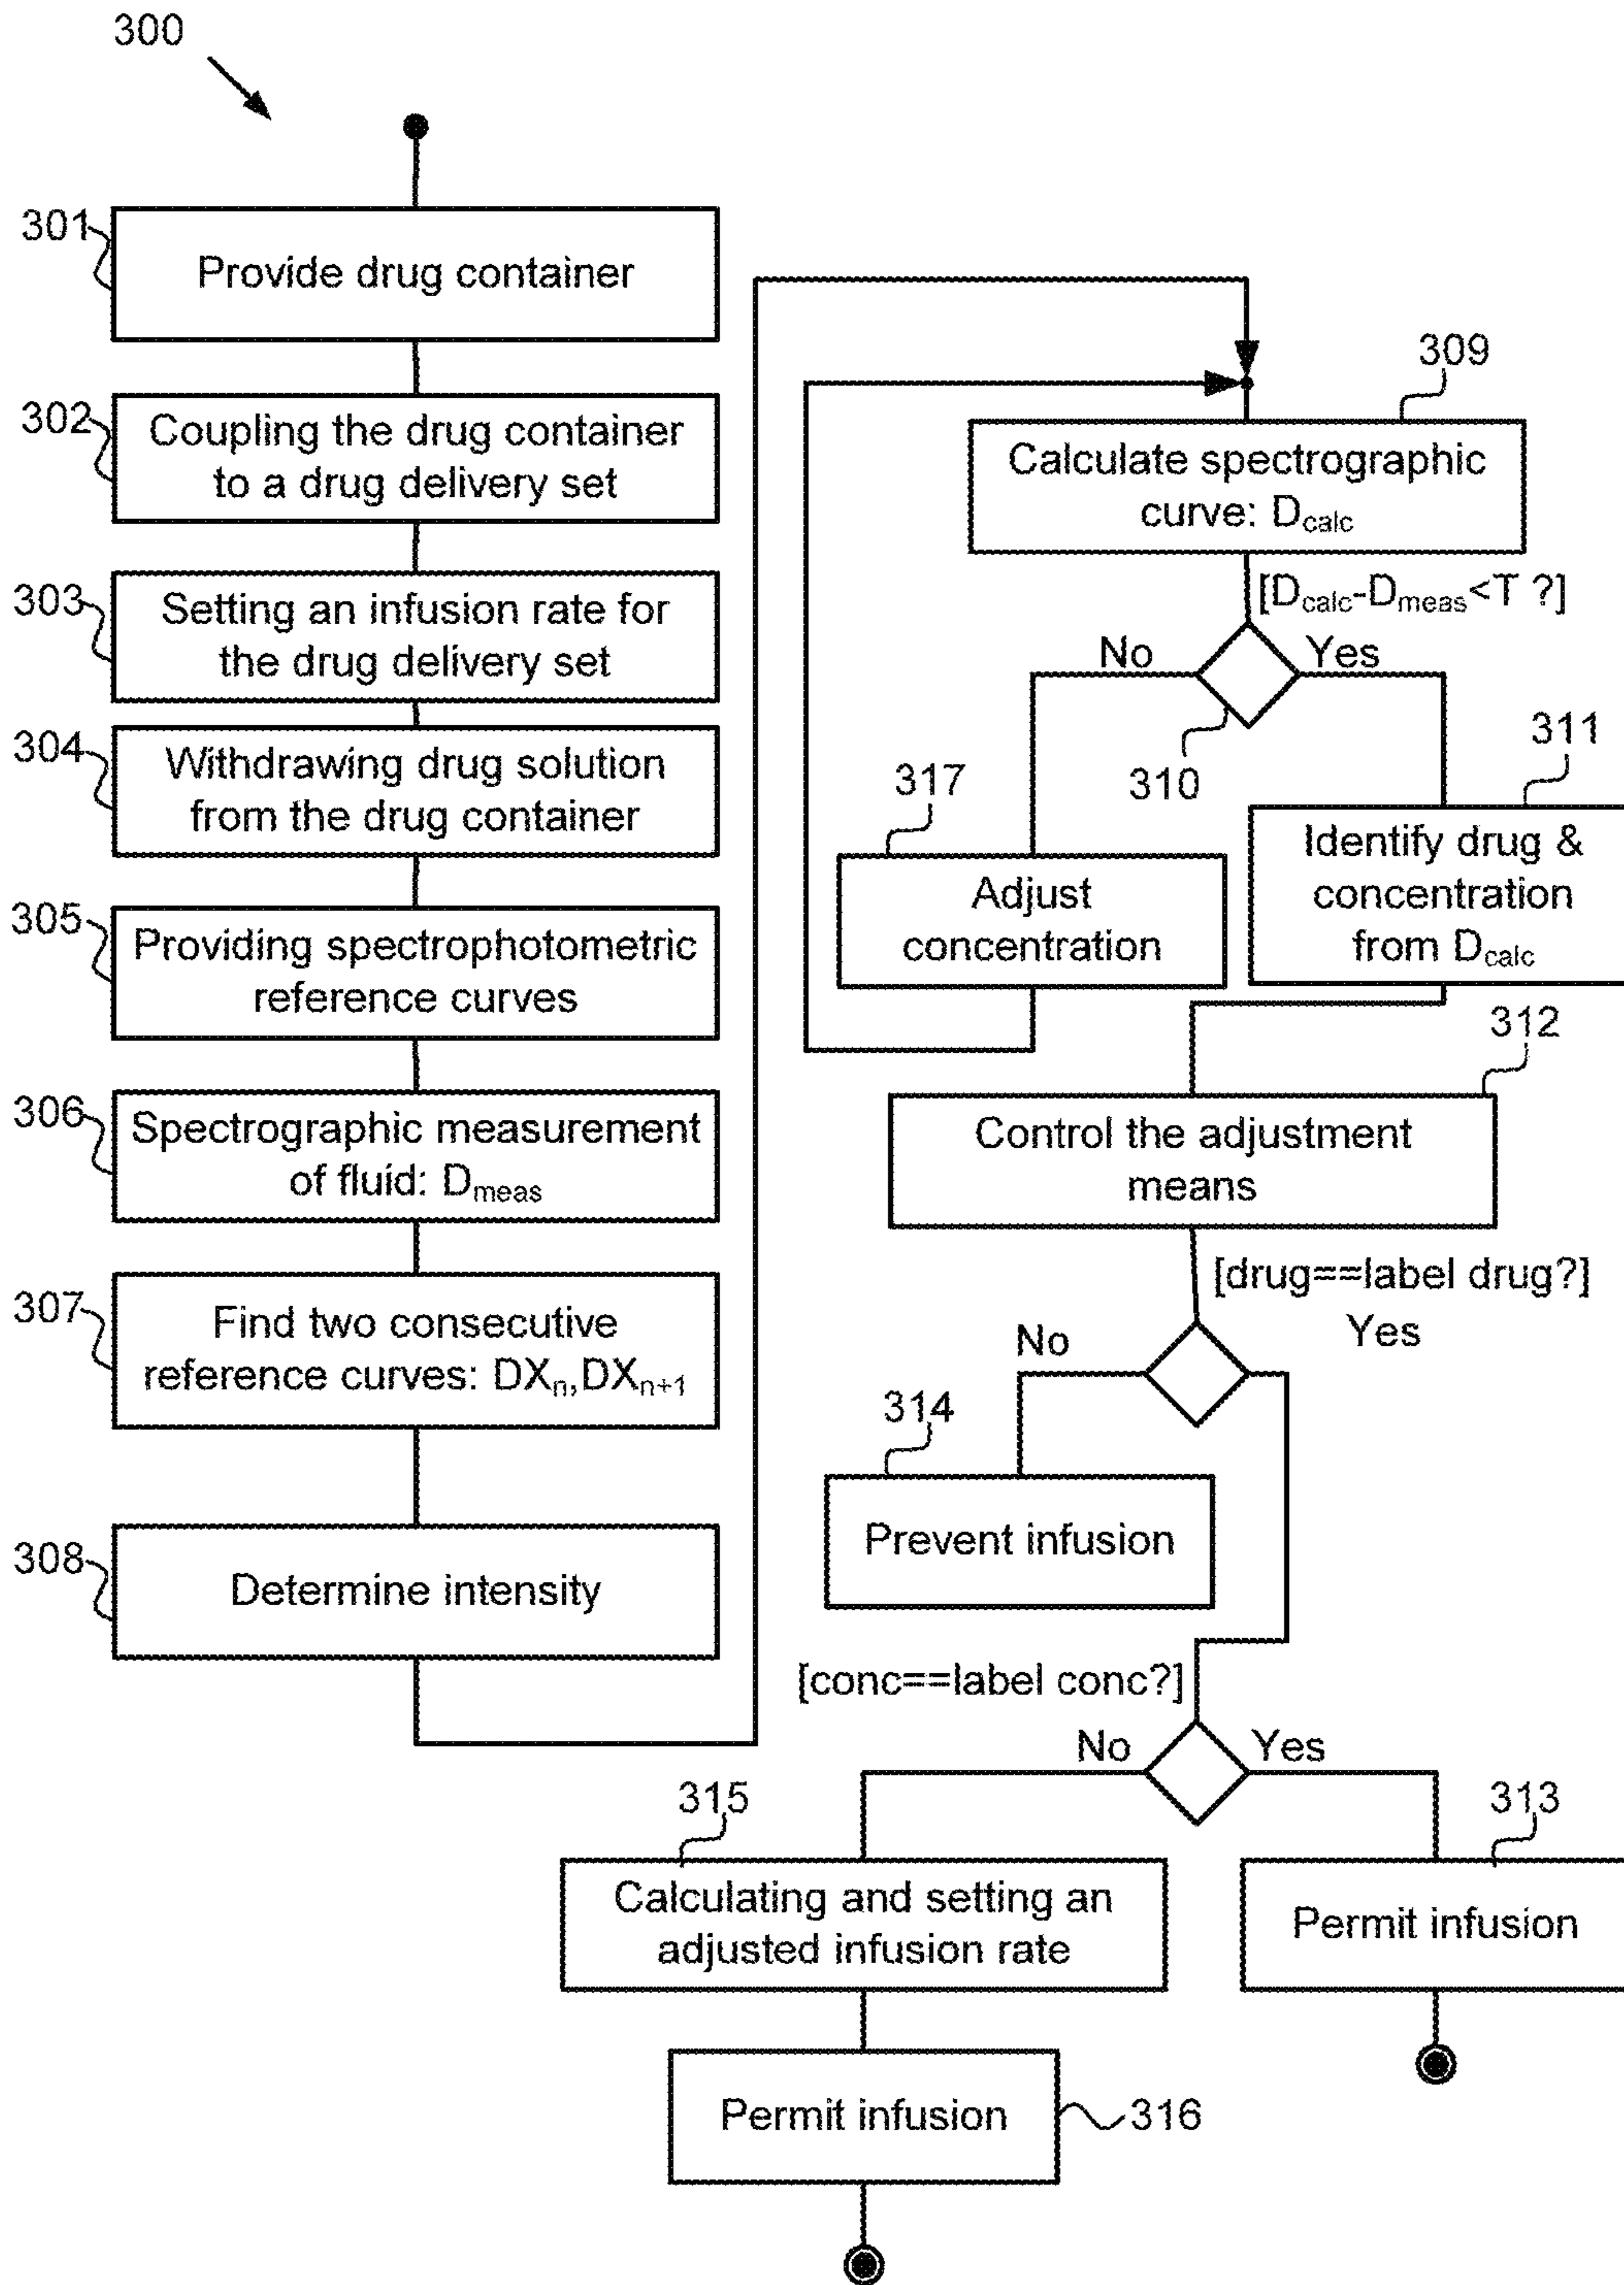 300
301
Provide drug container
302
Coupling the drug container
to a drug delivery set
303
Setting an infusion rate for
the drug delivery set
304
Withdrawing drug solution
from the drug container
305
Providing spectrophotometric
reference curves
306
Spectrographic measurement
of fluid: Dmeas
307
Find two consecutive
reference curves: DXn,DXn+1
308
Determine intensity
309
Calculate spectrographic
curve: Dcalc
[Dcalc-Dmeas<T ?]
No
Yes
310
311
Identify drug &
concentration
from Dcalc
317
Adjust
concentration
312
Control the adjustment
means
[drug==label drug?]
No
Yes
314
Prevent infusion
[conc==label conc?]
No
Yes
315
Calculating and setting an
adjusted infusion rate
313
Permit infusion
Permit infusion
316